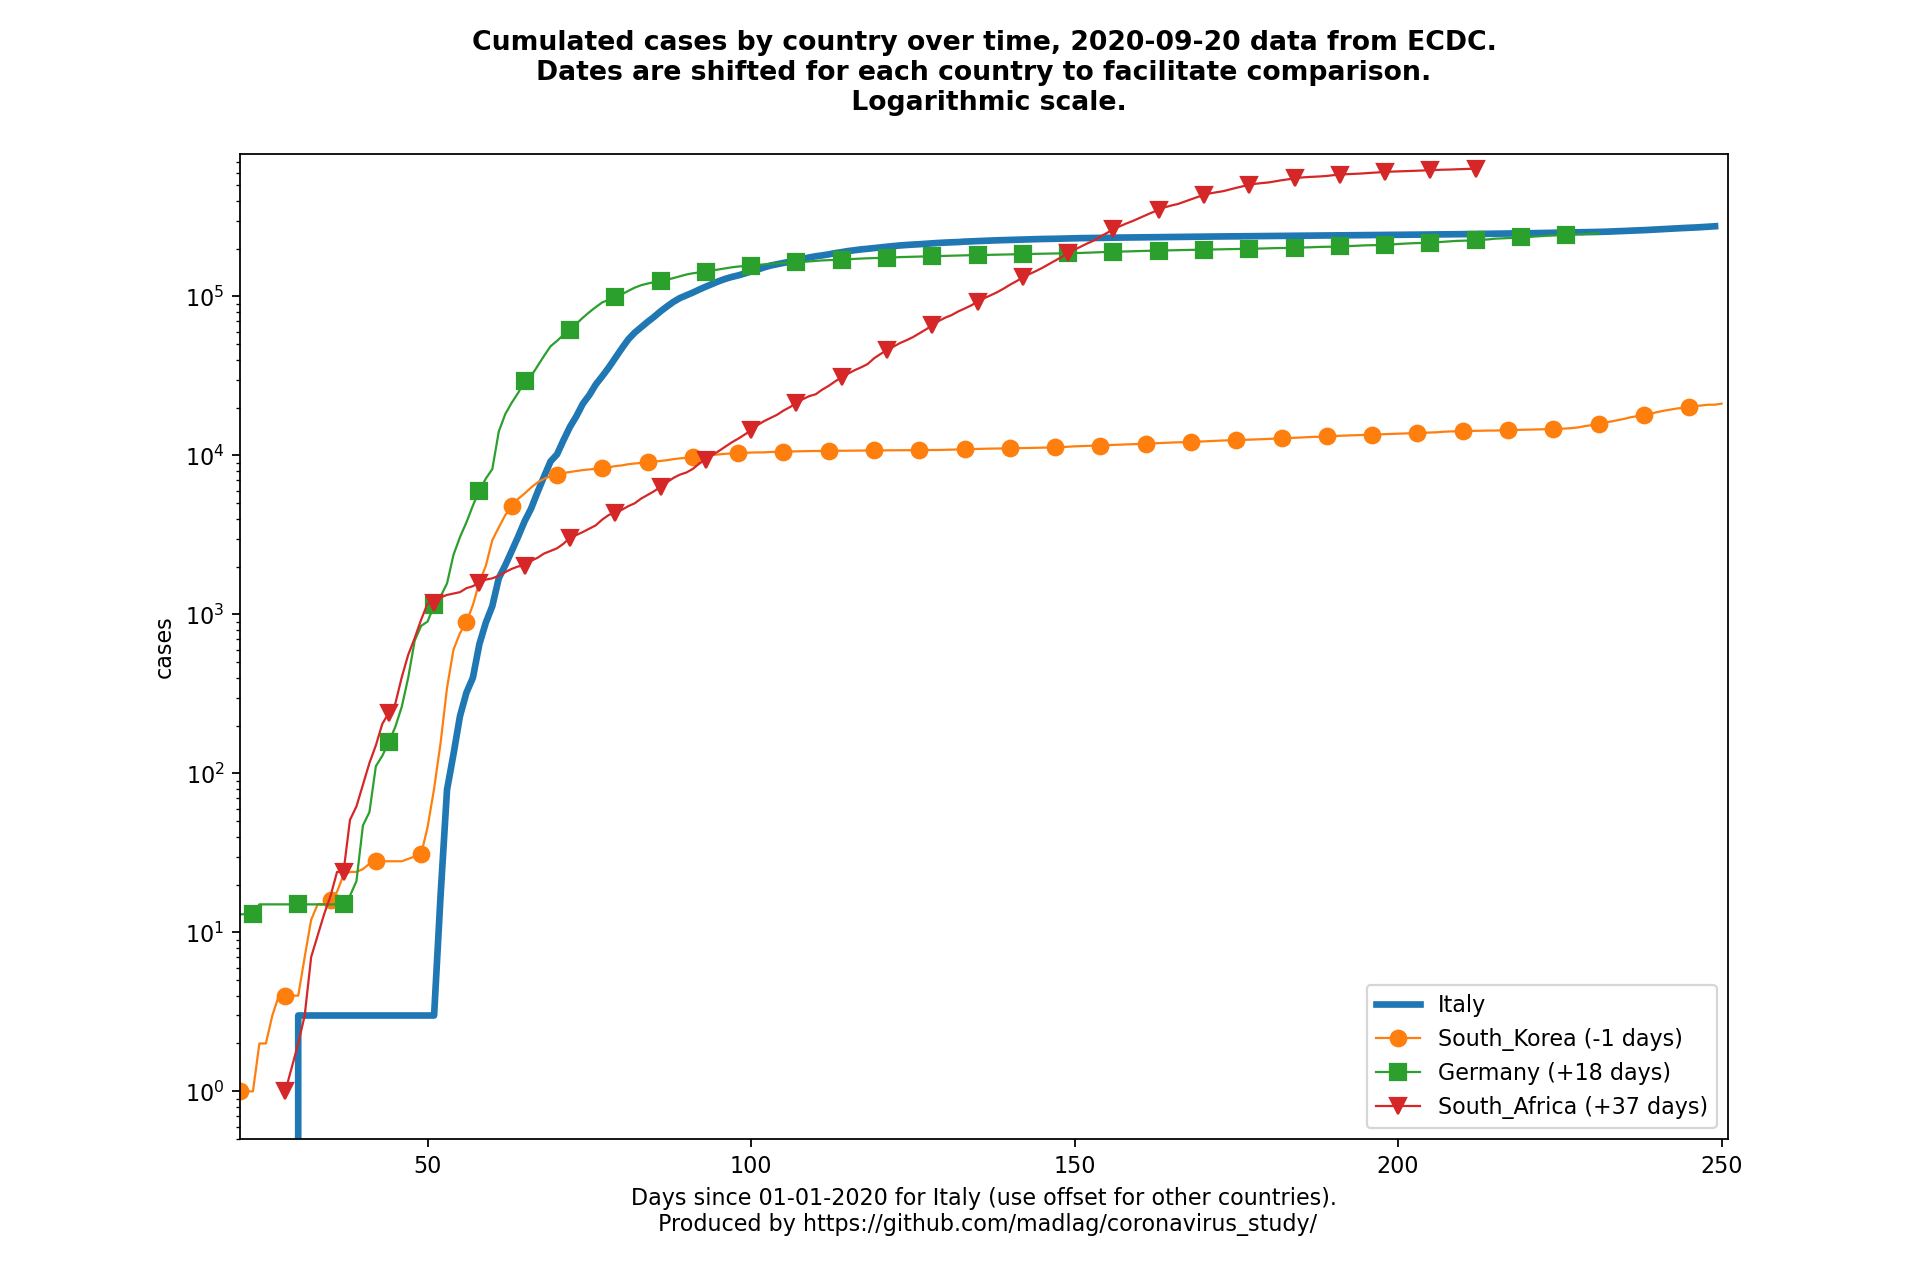 Cumulated cases by country over time, 2020-09-20 data from ECDC.
Dates are shifted for each country to facilitate comparison.
Logarithmic scale.
10^5
10^4
10^3
10^2
10^1
10^0
cases
Italy
South_Korea (-1 days)
Germany (+18 days)
South_Africa (+37 days)
50 100 150 200 250
Days since 01-01-2020 for Italy (use offset for other countries).
Produced by https://github.com/madlag/coronavirus_study/